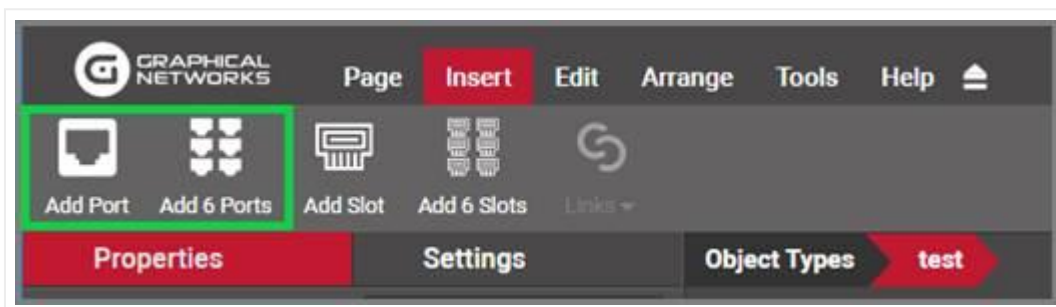 GRAPHICAL
NETWORKS
Page Insert Edit Arrange Tools Help
Add Port Add 6 Ports Add Slot Add 6 Slots Links
Properties Settings Object Types test